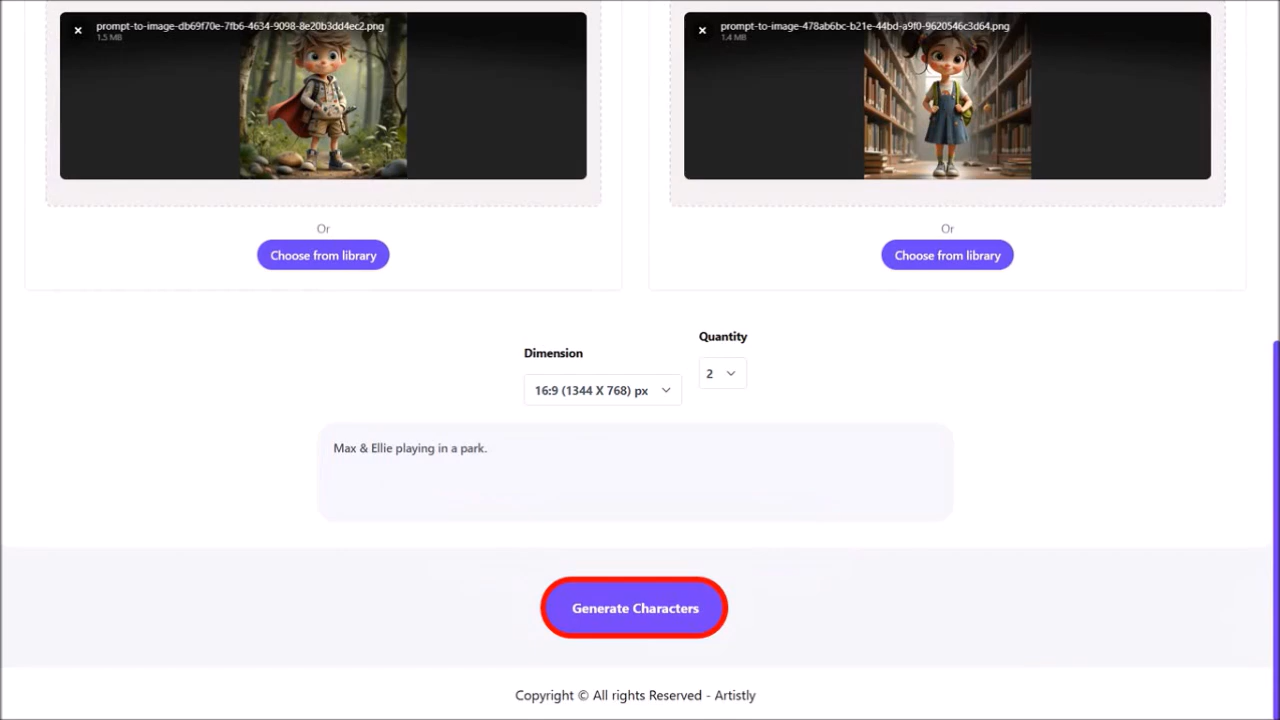 prompt-to-image-db69f70e-7fb6-4634-9098-8e20b3dd4ec2.png
1.5 MB
prompt-to-image-478ab6bc-b21e-44bd-a9f0-9620546c3d64.png
1.4 MB
Or
Choose from library
Or
Choose from library
Dimension
Quantity
16:9 (1344 X 768) px
2
Max & Ellie playing in a park.
Generate Characters
Copyright © All rights Reserved - Artistly